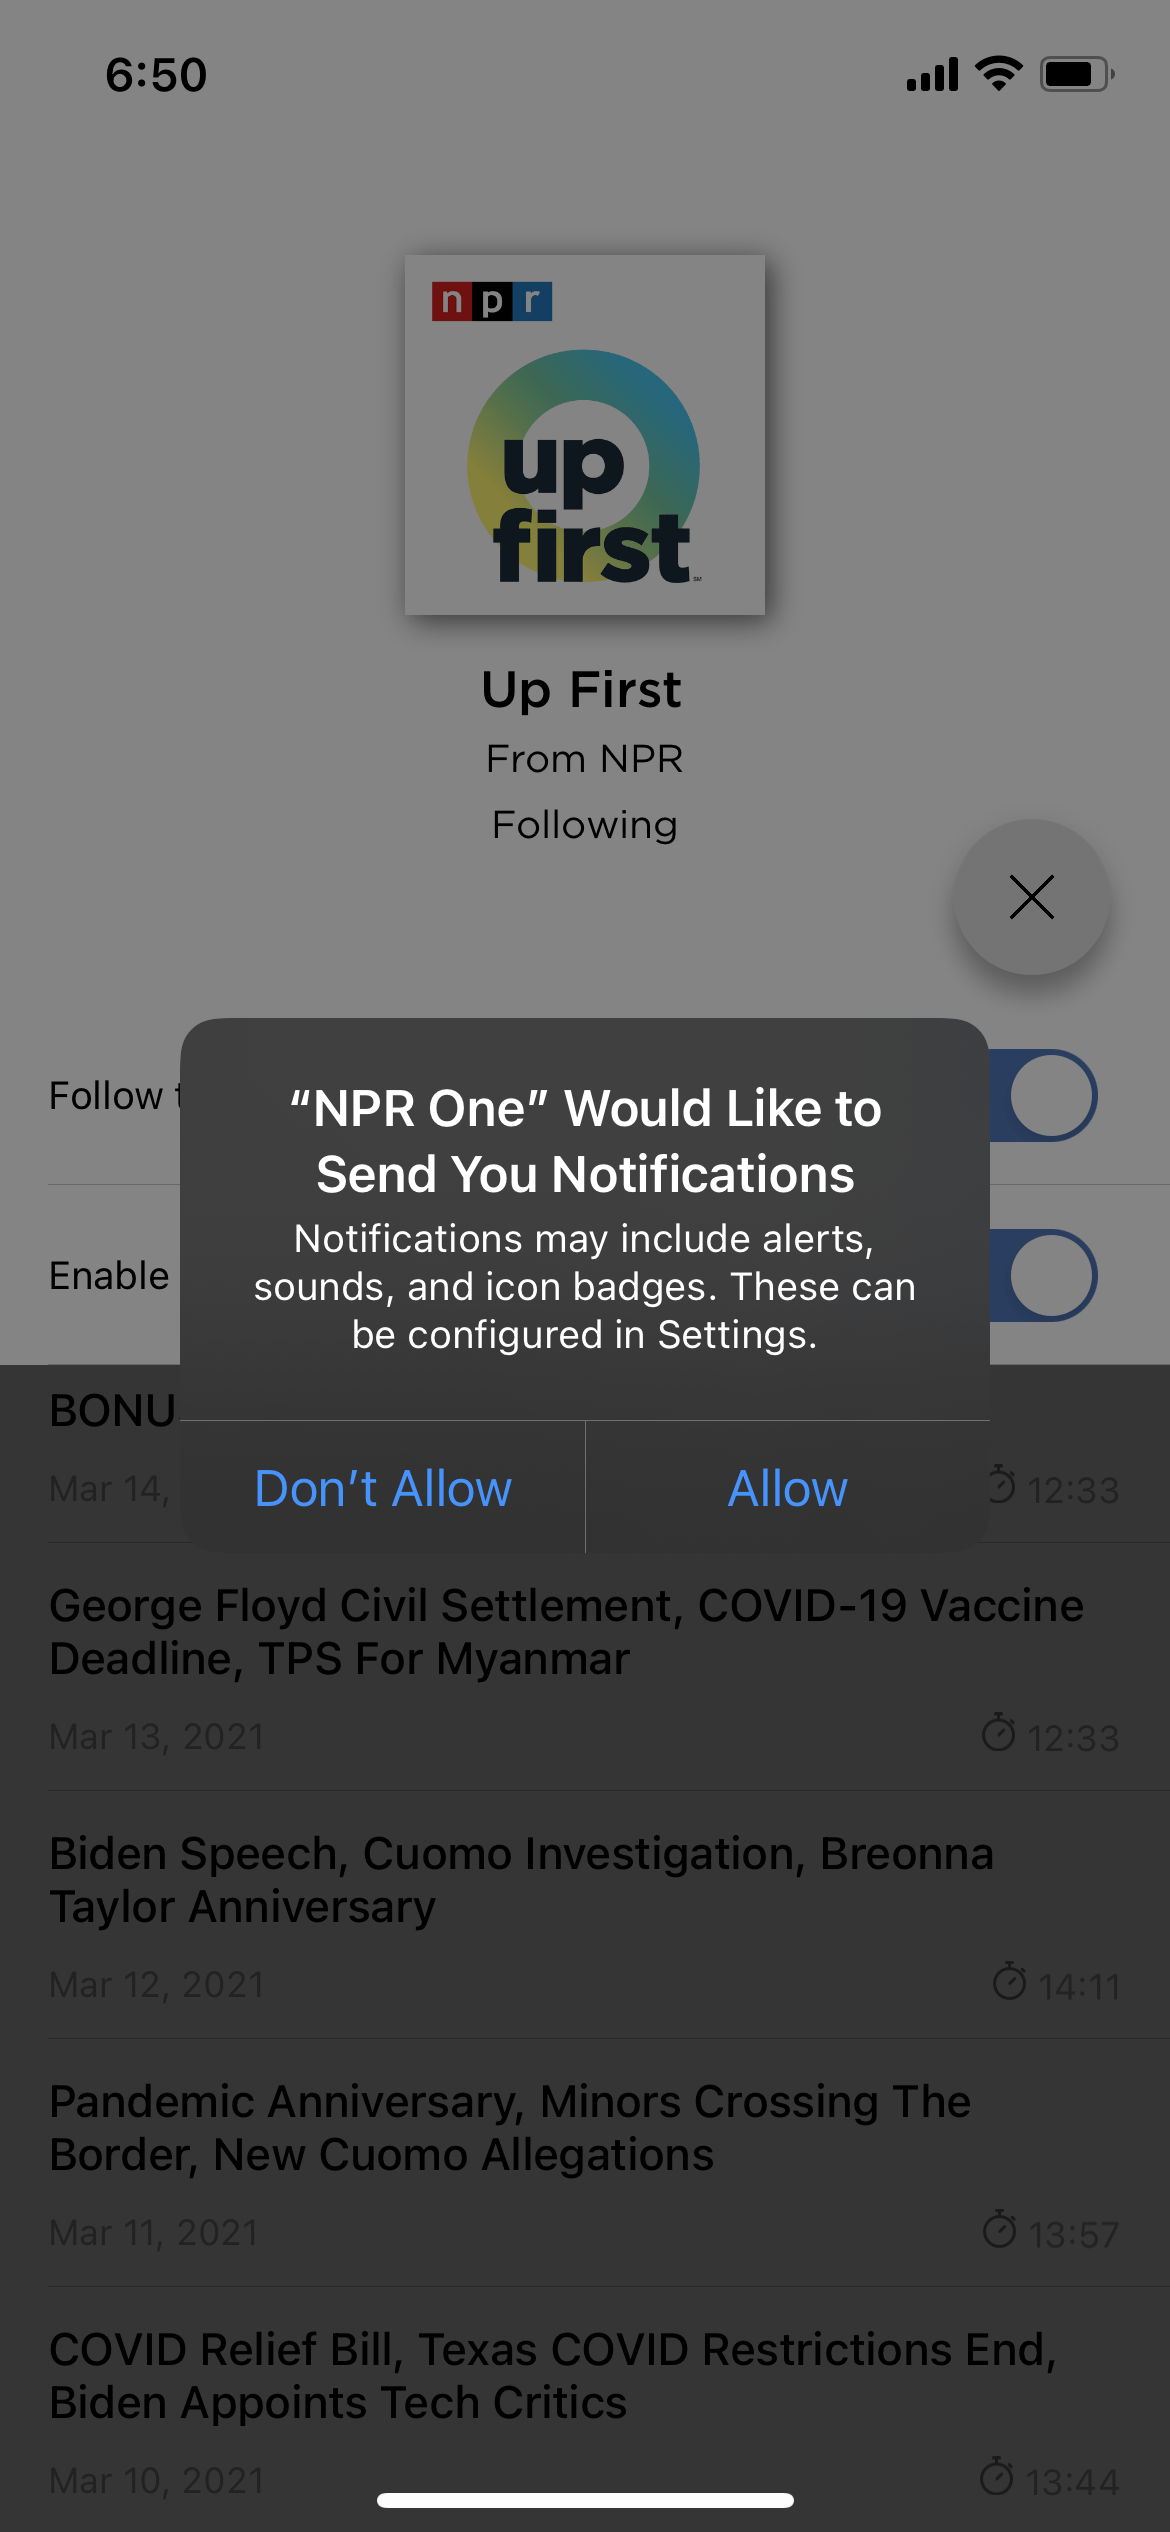 6:50
npr
up
first
SM
Up First
From NPR
Following
Follow
“NPR One” Would Like to
Send You Notifications
Notifications may include alerts,
sounds, and icon badges. These can
be configured in Settings.
Enable
Don’t Allow
Allow
BONU
Mar 14,
12:33
George Floyd Civil Settlement, COVID-19 Vaccine
Deadline, TPS For Myanmar
Mar 13, 2021
12:33
Biden Speech, Cuomo Investigation, Breonna
Taylor Anniversary
Mar 12, 2021
14:11
Pandemic Anniversary, Minors Crossing The
Border, New Cuomo Allegations
Mar 11, 2021
13:57
COVID Relief Bill, Texas COVID Restrictions End,
Biden Appoints Tech Critics
Mar 10, 2021
13:44